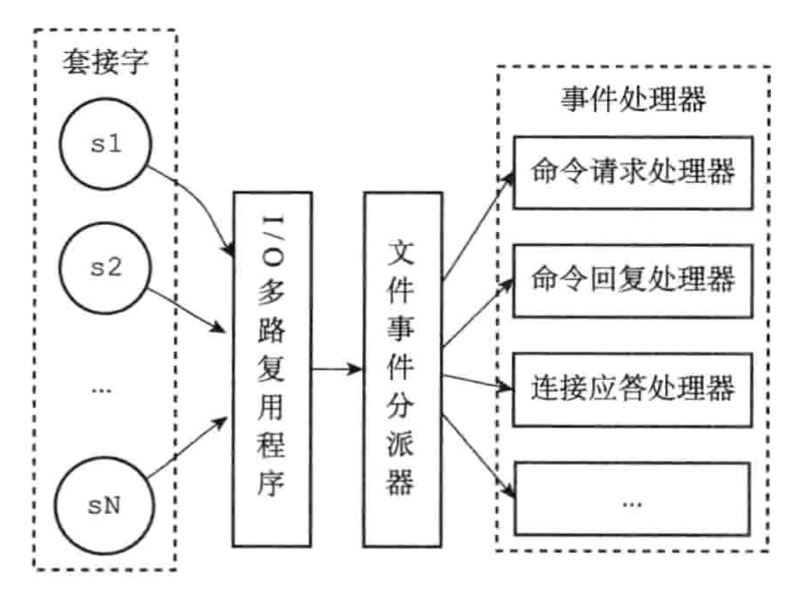 套接字
s1
s2
...
sN
I/O多路复用程序
文件事件分派器
事件处理器
命令请求处理器
命令回复处理器
连接应答处理器
...